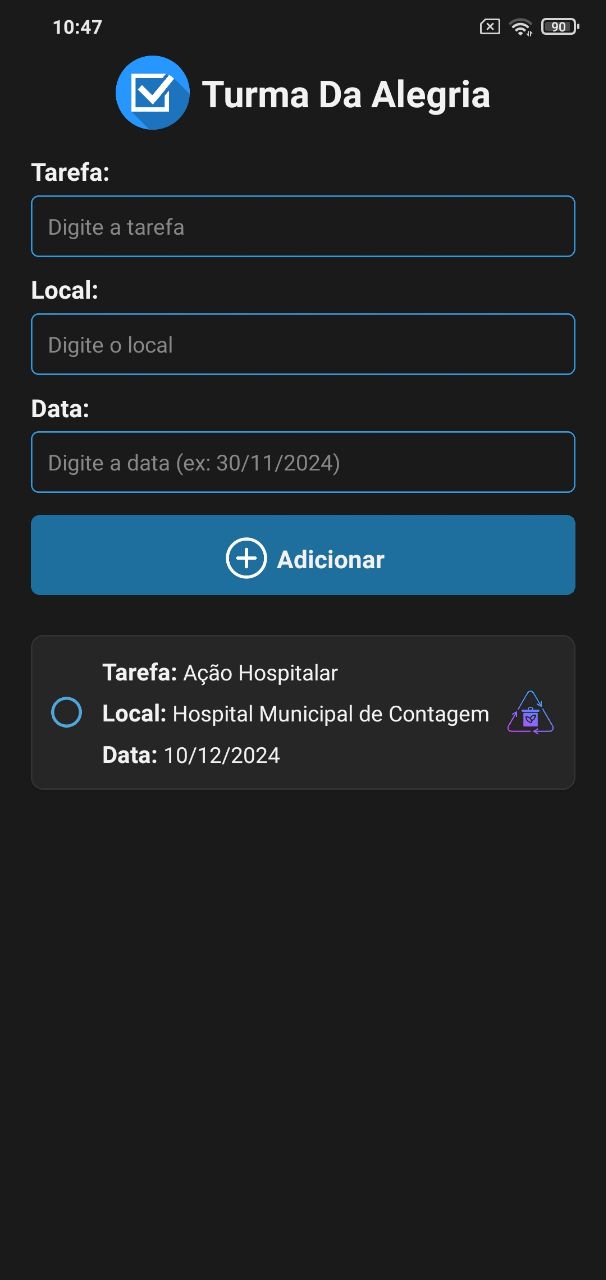 10:47
90
Turma Da Alegria
Tarefa:
Digite a tarefa
Local:
Digite o local
Data:
Digite a data (ex: 30/11/2024)
Adicionar
Tarefa: Ação Hospitalar
Local: Hospital Municipal de Contagem
Data: 10/12/2024